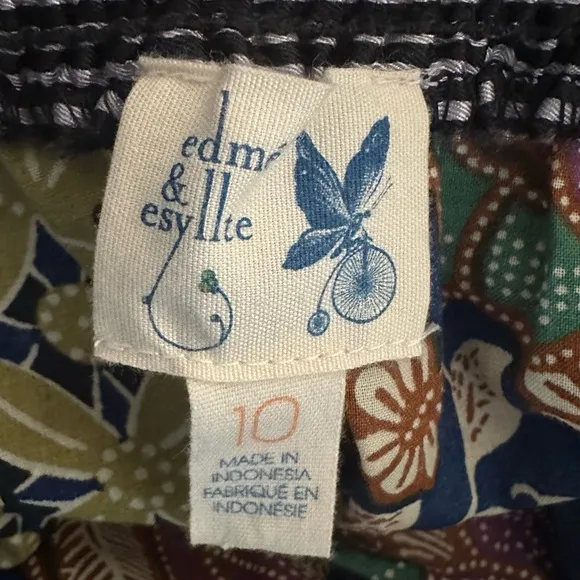 edme
&
esyllte
10
MADE IN
INDONESIA
FABRIQUÉ EN
INDONÉSIE